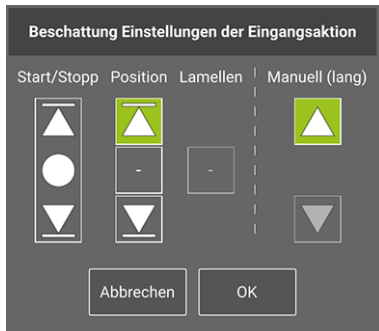 Beschattung Einstellungen der Eingangsaktion
Start/Stopp Position Lamellen Manuell (lang)
- -
Abbrechen OK